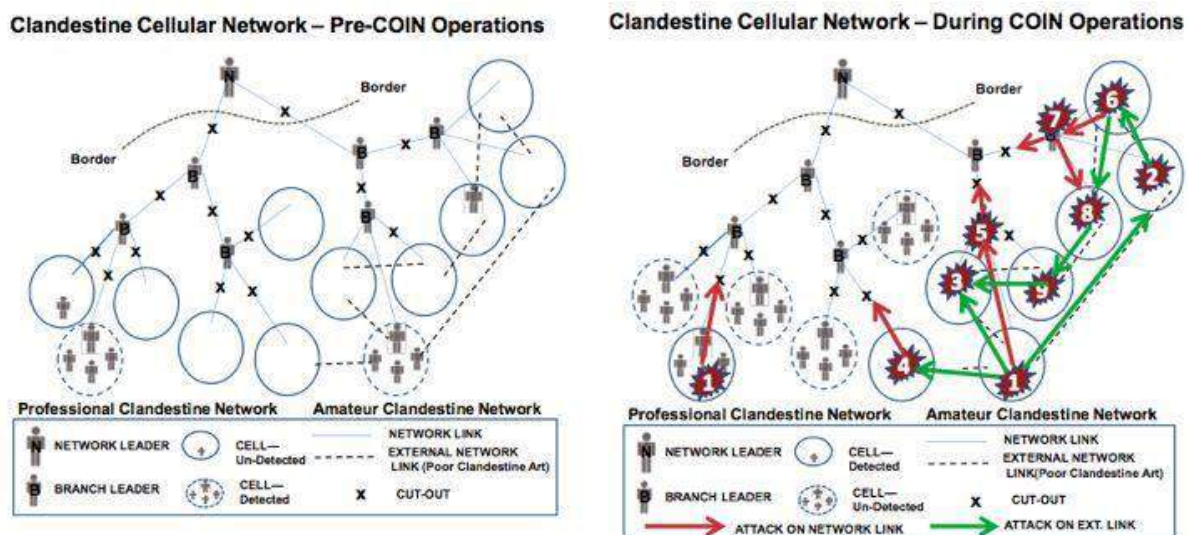 Clandestine Cellular Network – Pre-COIN Operations
N
Border
X
X
Border
B
X
B
B
X
X
X
B
X
B
X
X
B
X
X
X
X
X
Professional Clandestine Network
Amateur Clandestine Network
N
NETWORK LEADER
CELL—
Un-Detected
NETWORK LINK
EXTERNAL NETWORK
LINK (Poor Clandestine Art)
B
BRANCH LEADER
CELL—
Detected
X
CUT-OUT
Clandestine Cellular Network – During COIN Operations
N
Border
X
X
Border
6
7
B
X
B
2
X
B
X
X
8
B
X
5
X
X
B
X
X
X
3
9
1
4
1
Professional Clandestine Network
Amateur Clandestine Network
N
NETWORK LEADER
CELL—
Detected
NETWORK LINK
EXTERNAL NETWORK
LINK(Poor Clandestine Art)
B
BRANCH LEADER
CELL—
Un-Detected
X
CUT-OUT
ATTACK ON NETWORK LINK
ATTACK ON EXT. LINK